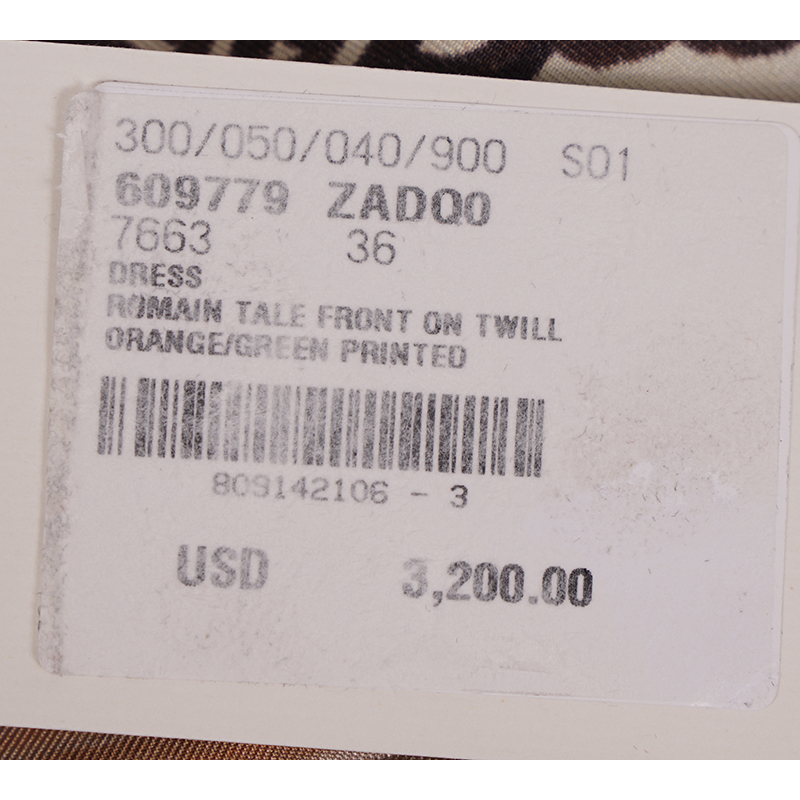 300/050/040/900 S01
609779 ZADQ0
7663 36
DRESS
ROMAIN TALE FRONT ON TWILL
ORANGE/GREEN PRINTED
809142106 - 3
USD 3,200.00